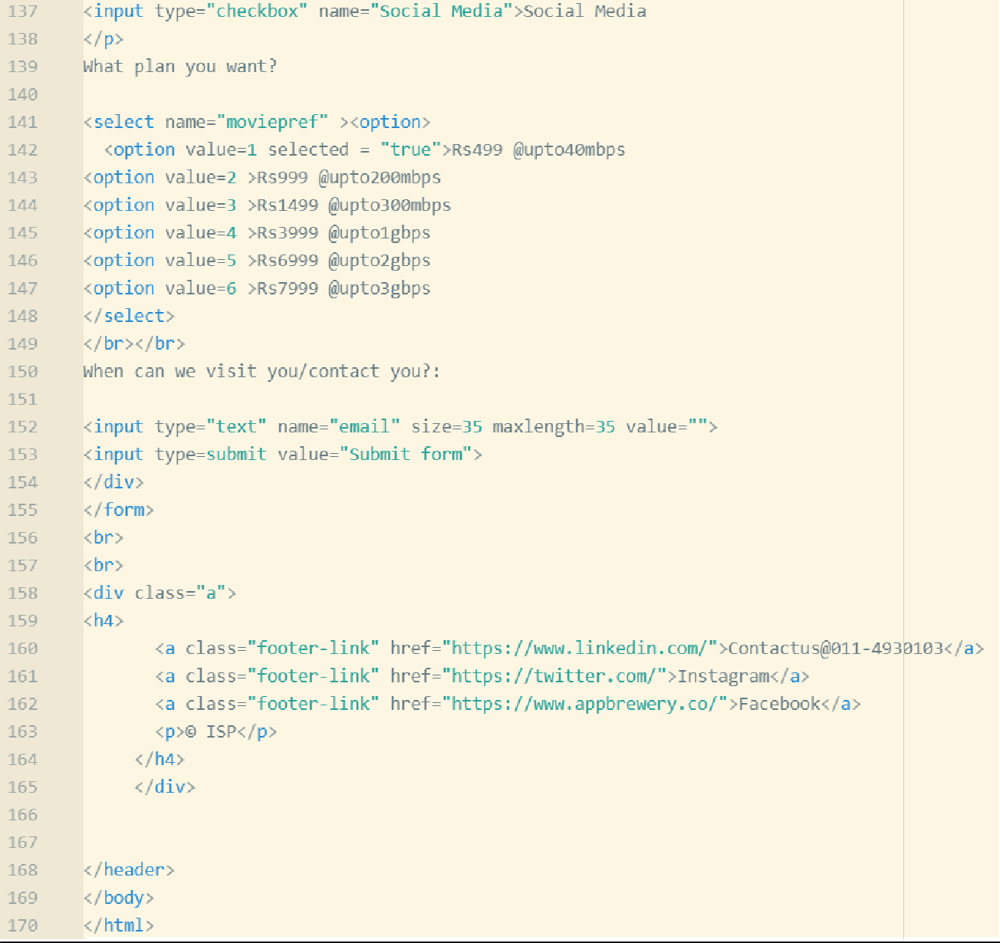 137 <input type="checkbox" name="Social Media">Social Media
138 </p>
139 What plan you want?
140
141 <select name="moviepref" ><option>
142   <option value=1 selected = "true">Rs499 @upto40mbps
143 <option value=2 >Rs999 @upto200mbps
144 <option value=3 >Rs1499 @upto300mbps
145 <option value=4 >Rs3999 @upto1gbps
146 <option value=5 >Rs6999 @upto2gbps
147 <option value=6 >Rs7999 @upto3gbps
148 </select>
149 </br></br>
150 When can we visit you/contact you?:
151
152 <input type="text" name="email" size=35 maxlength=35 value="">
153 <input type=submit value="Submit form">
154 </div>
155 </form>
156 <br>
157 <br>
158 <div class="a">
159 <h4>
160        <a class="footer-link" href="https://www.linkedin.com/">Contactus@011-4930103</a>
161        <a class="footer-link" href="https://twitter.com/">Instagram</a>
162        <a class="footer-link" href="https://www.appbrewery.co/">Facebook</a>
163        <p>© ISP</p>
164      </h4>
165      </div>
166
167
168 </header>
169 </body>
170 </html>